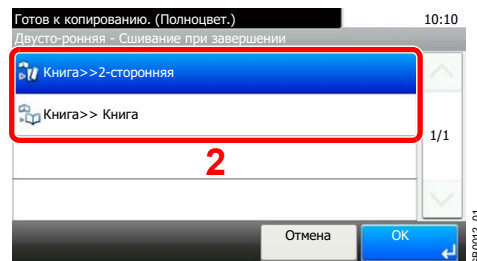 Готов к копированию. (Полноцвет.) 10:10
Двусто-ронняя - Сшивание при завершении
Книга>>2-сторонняя
Книга>> Книга
1/1
2
Отмена OK